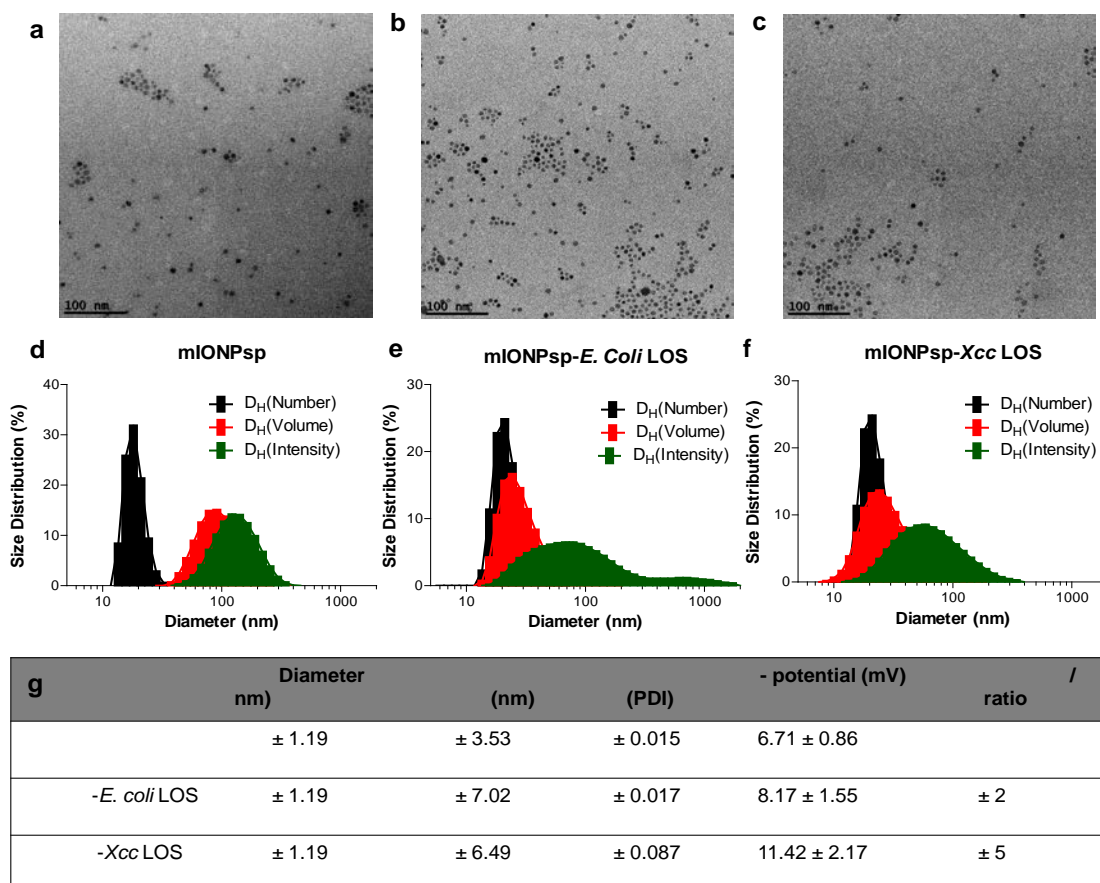 a
b
c
100 nm
100 nm
100 nm
d
mIONPsp
e
mIONPsp-E. Coli LOS
f
mIONPsp-Xcc LOS
Size Distribution (%)
40
30
20
10
0
DH(Number)
DH(Volume)
DH(Intensity)
10 100 1000
Diameter (nm)
Size Distribution (%)
30
20
10
0
DH(Number)
DH(Volume)
DH(Intensity)
10 100 1000
Diameter (nm)
Size Distribution (%)
30
20
10
0
DH(Number)
DH(Volume)
DH(Intensity)
10 100 1000
Diameter (nm)
g
Diameter - potential (mV) /
nm) (nm) (PDI) ratio
± 1.19 ± 3.53 ± 0.015 6.71 ± 0.86
-E. coli LOS ± 1.19 ± 7.02 ± 0.017 8.17 ± 1.55 ± 2
-Xcc LOS ± 1.19 ± 6.49 ± 0.087 11.42 ± 2.17 ± 5